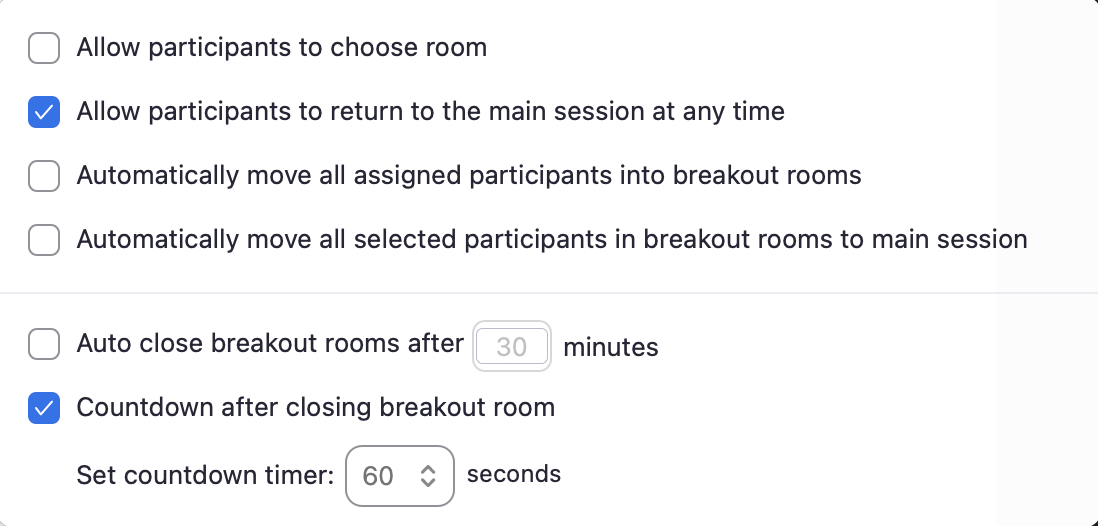 Allow participants to choose room
Allow participants to return to the main session at any time
Automatically move all assigned participants into breakout rooms
Automatically move all selected participants in breakout rooms to main session
Auto close breakout rooms after 30 minutes
Countdown after closing breakout room
Set countdown timer: 60 seconds